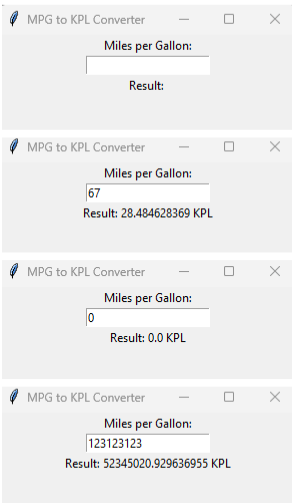 MPG to KPL Converter
Miles per Gallon:
Result:
MPG to KPL Converter
Miles per Gallon:
67
Result: 28.484628369 KPL
MPG to KPL Converter
Miles per Gallon:
0
Result: 0.0 KPL
MPG to KPL Converter
Miles per Gallon:
123123123
Result: 52345020.929636955 KPL